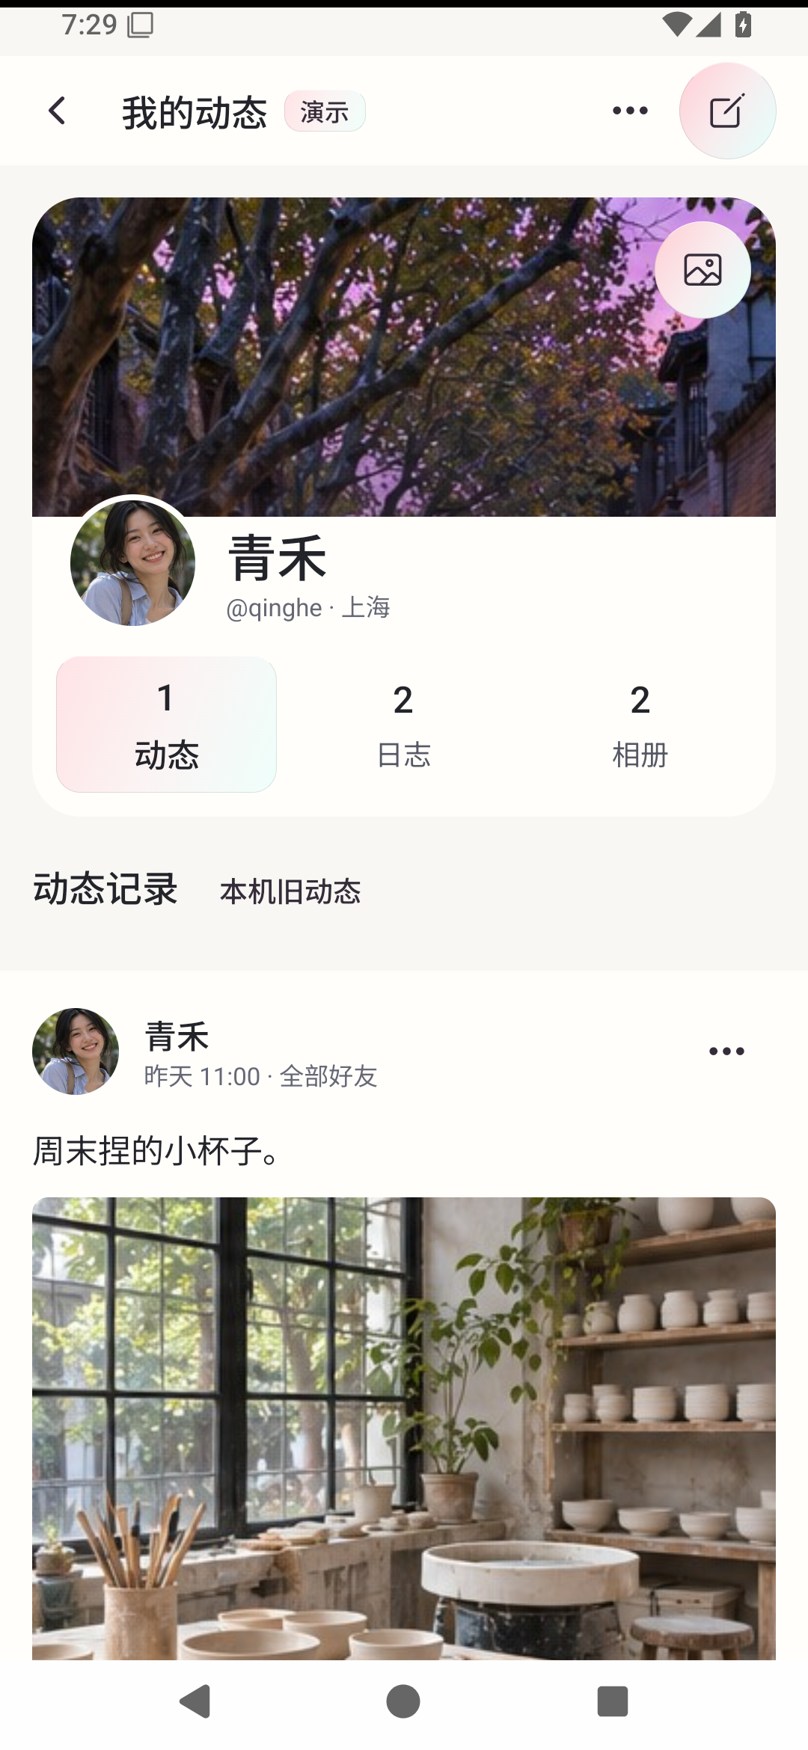 7:29
我的动态 演示
青禾
@qinghe · 上海
1 2 2
动态 日志 相册
动态记录 本机旧动态
青禾
昨天 11:00 · 全部好友
周末捏的小杯子。